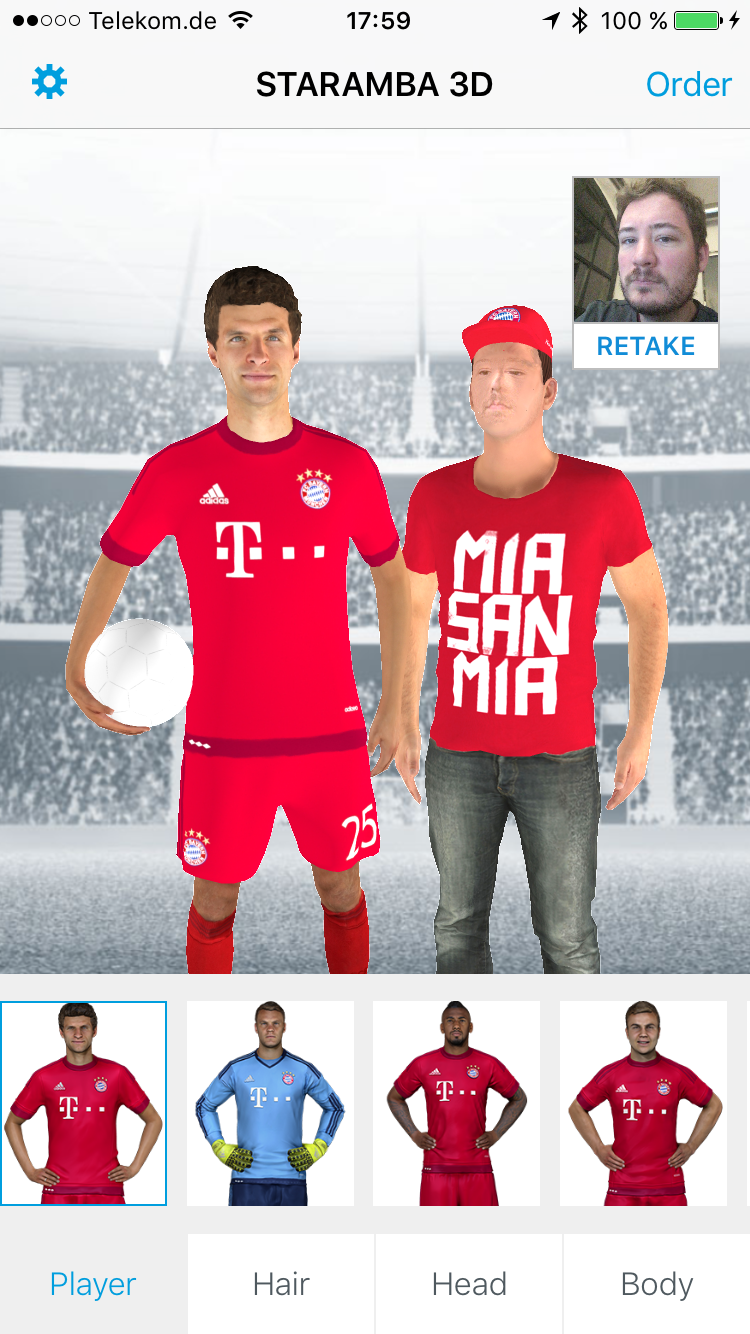 Telekom.de 17:59 100 %
STARAMBA 3D Order
RETAKE
adidas
T
MIA
SAN
MIA
25
Player Hair Head Body